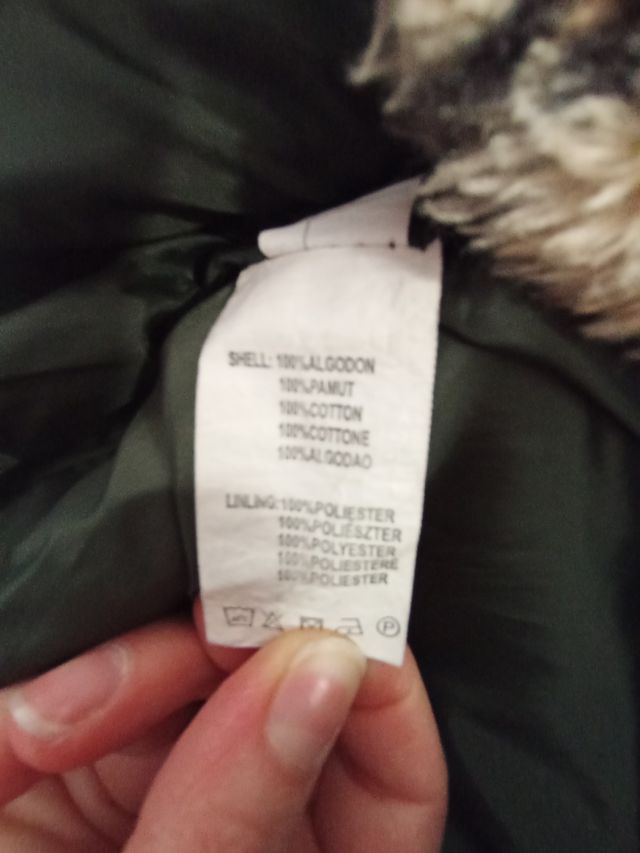 SHELL: 100%ALGODON
100%PAMUT
100%COTTON
100%COTTONE
100%ALGODAO
LINLING:100%POLIESTER
100%POLIÉSZTER
100%POLYESTER
100%POLIESTERE
100%POLIESTER
P